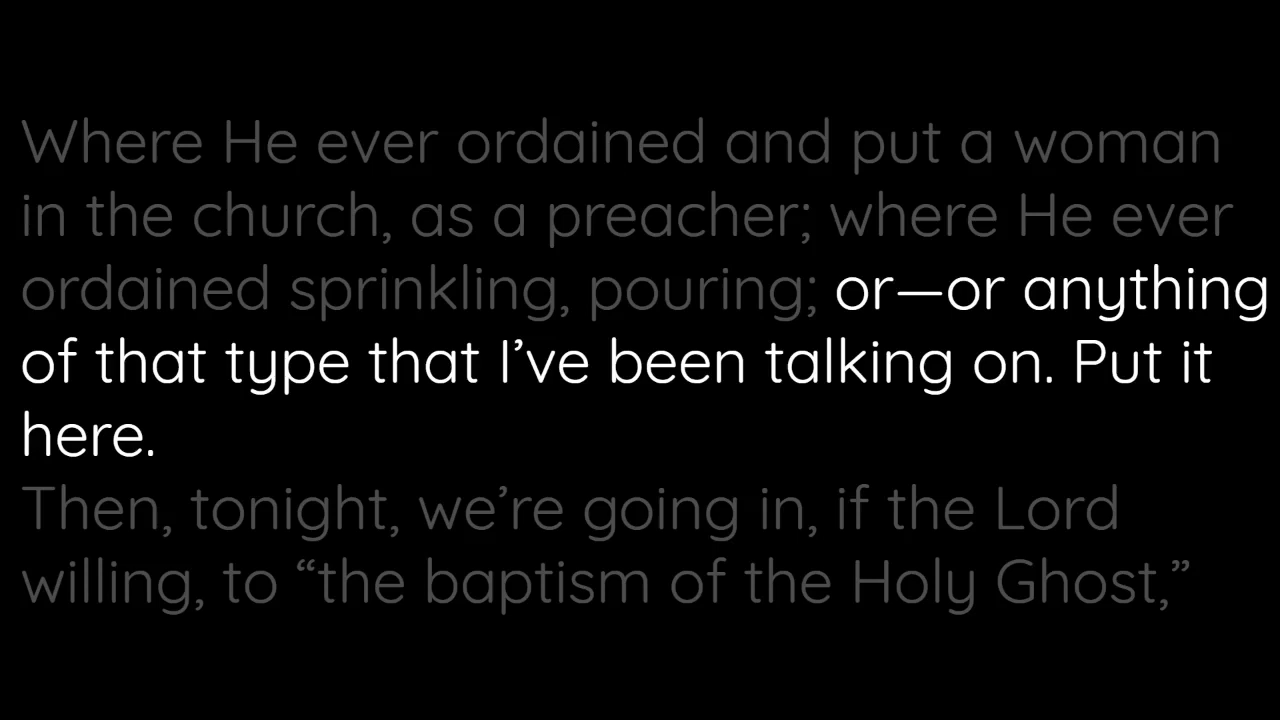 Where He ever ordained and put a woman
in the church, as a preacher; where He ever
ordained sprinkling, pouring; or—or anything
of that type that I’ve been talking on. Put it
here.
Then, tonight, we’re going in, if the Lord
willing, to “the baptism of the Holy Ghost,”